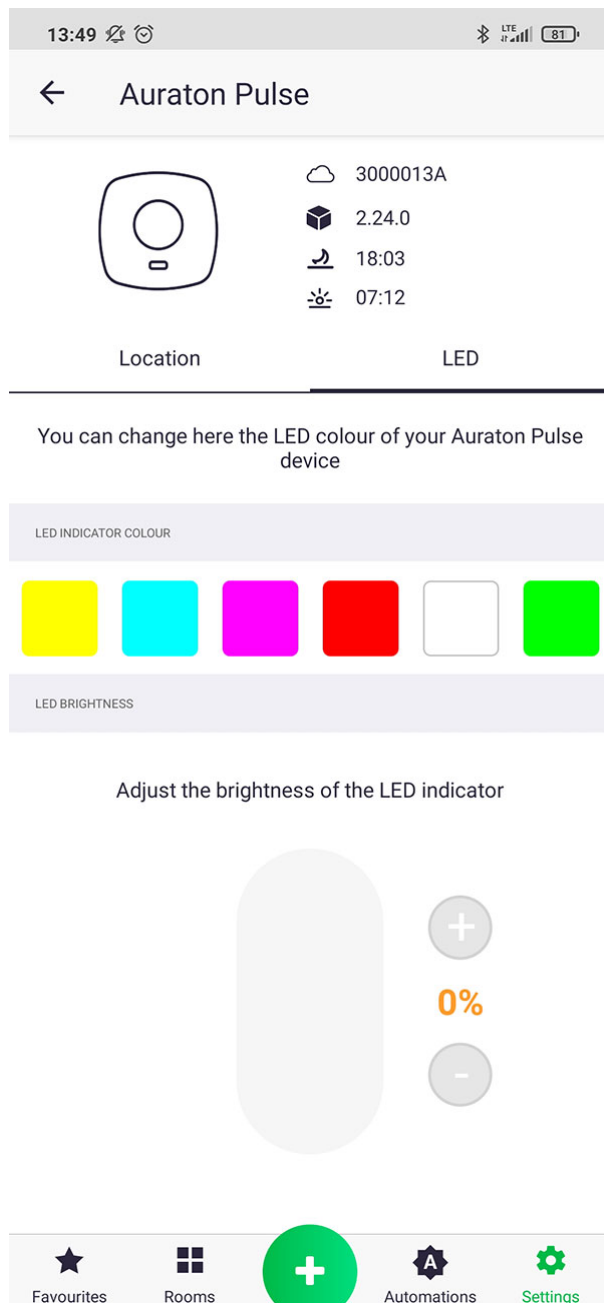 13:49 LTE 81
Auraton Pulse
3000013A
2.24.0
18:03
07:12
Location LED
You can change here the LED colour of your Auraton Pulse
device
LED INDICATOR COLOUR
LED BRIGHTNESS
Adjust the brightness of the LED indicator
+
0%
-
+ A
Favourites Rooms Automations Settings